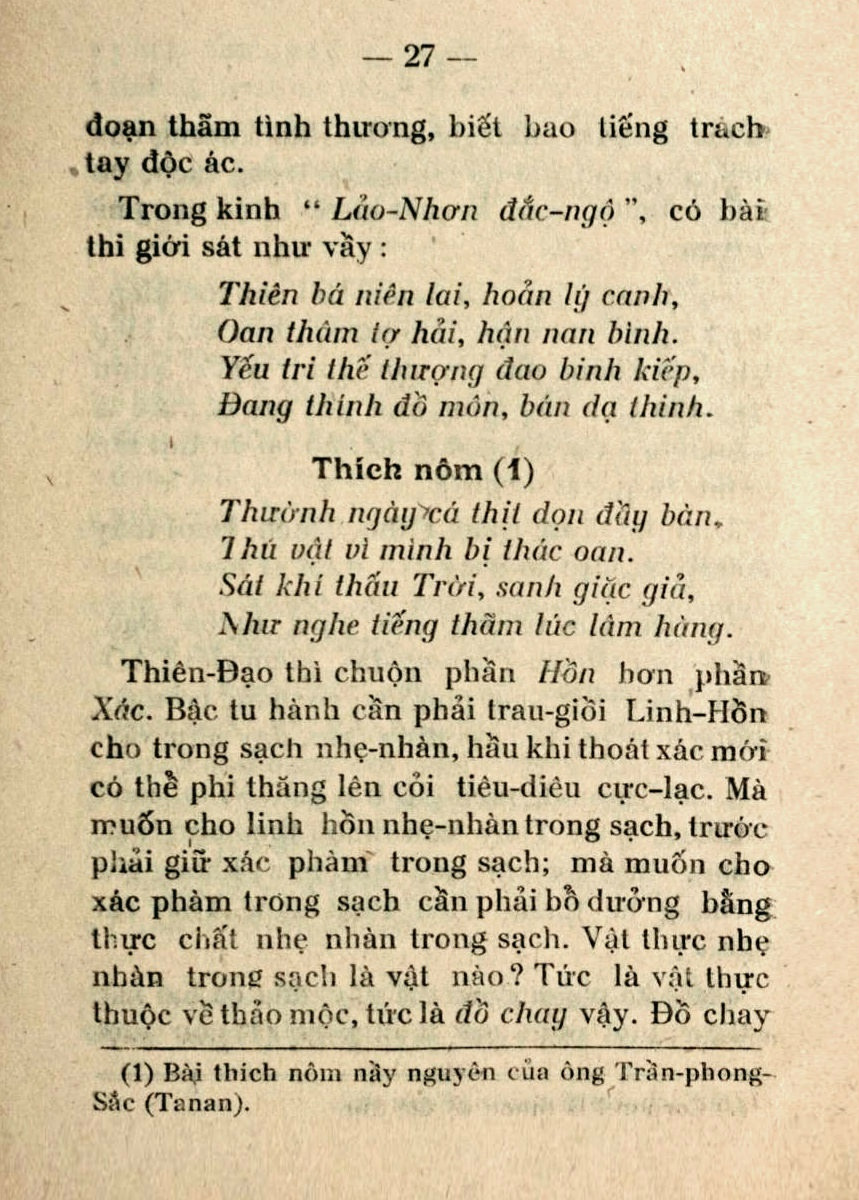 — 27 —
đoạn thãm tình thương, biết bao tiếng trách
tay độc ác.
Trong kinh “ Lảo-Nhơn đắc-ngộ ”, có bài
thi giới sát như vầy :
Thiên bá niên lai, hoản lý canh,
Oan thâm tợ hải, hận nan bình.
Yếu tri thế thượng đao binh kiếp,
Đang thính đồ môn, bán dạ thinh.
Thích nôm (1)
Thườnh ngày cá thịt dọn đầy bàn,
Thú vật vì mình bị thác oan.
Sát khí thấu Trời, sanh giặc giả,
Như nghe tiếng thãm lúc lâm hàng.
Thiên-Đạo thì chuộn phần Hồn hơn phần
Xác. Bậc tu hành cần phải trau-giồi Linh-Hồn
cho trong sạch nhẹ-nhàn, hầu khi thoát xác mới
có thể phi thăng lên cỏi tiêu-diêu cực-lạc. Mà
muốn cho linh hồn nhẹ-nhàn trong sạch, trước
phải giữ xác phàm trong sạch; mà muốn cho
xác phàm trong sạch cần phải bổ dưởng bằng
thực chất nhẹ nhàn trong sạch. Vật thực nhẹ
nhàn trong sạch là vật nào? Tức là vật thực
thuộc về thảo mộc, tức là đồ chay vậy. Đồ chay
(1) Bài thích nôm nầy nguyên của ông Trần-phong-
Sắc (Tanan).